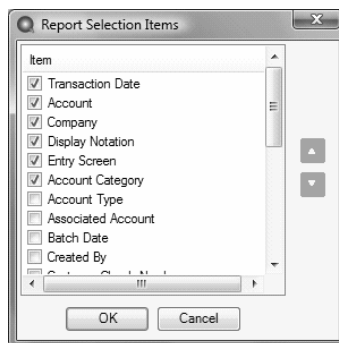 Report Selection Items
Item
Transaction Date
Account
Company
Display Notation
Entry Screen
Account Category
Account Type
Associated Account
Batch Date
Created By
OK
Cancel